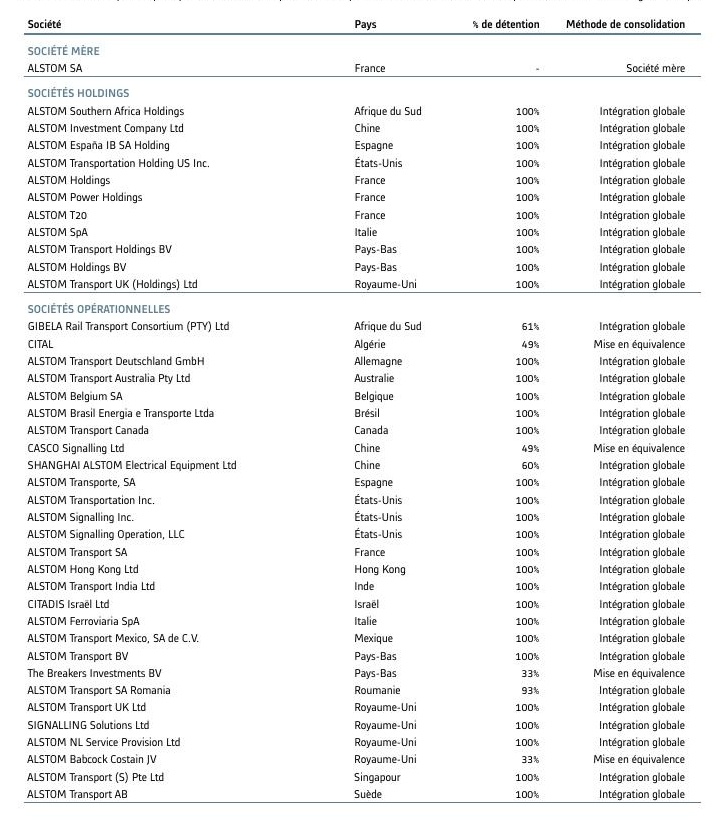 Société Pays % de détention Méthode de consolidation
SOCIÉTÉ MÈRE
ALSTOM SA France - Société mère
SOCIÉTÉS HOLDINGS
ALSTOM Southern Africa Holdings Afrique du Sud 100% Intégration globale
ALSTOM Investment Company Ltd Chine 100% Intégration globale
ALSTOM España IB SA Holding Espagne 100% Intégration globale
ALSTOM Transportation Holding US Inc. États-Unis 100% Intégration globale
ALSTOM Holdings France 100% Intégration globale
ALSTOM Power Holdings France 100% Intégration globale
ALSTOM T20 France 100% Intégration globale
ALSTOM SpA Italie 100% Intégration globale
ALSTOM Transport Holdings BV Pays-Bas 100% Intégration globale
ALSTOM Holdings BV Pays-Bas 100% Intégration globale
ALSTOM Transport UK (Holdings) Ltd Royaume-Uni 100% Intégration globale
SOCIÉTÉS OPÉRATIONNELLES
GIBELA Rail Transport Consortium (PTY) Ltd Afrique du Sud 61% Intégration globale
CITAL Algérie 49% Mise en équivalence
ALSTOM Transport Deutschland GmbH Allemagne 100% Intégration globale
ALSTOM Transport Australia Pty Ltd Australie 100% Intégration globale
ALSTOM Belgium SA Belgique 100% Intégration globale
ALSTOM Brasil Energia e Transporte Ltda Brésil 100% Intégration globale
ALSTOM Transport Canada Canada 100% Intégration globale
CASCO Signalling Ltd Chine 49% Mise en équivalence
SHANGHAI ALSTOM Electrical Equipment Ltd Chine 60% Intégration globale
ALSTOM Transporte, SA Espagne 100% Intégration globale
ALSTOM Transportation Inc. États-Unis 100% Intégration globale
ALSTOM Signalling Inc. États-Unis 100% Intégration globale
ALSTOM Signalling Operation, LLC États-Unis 100% Intégration globale
ALSTOM Transport SA France 100% Intégration globale
ALSTOM Hong Kong Ltd Hong Kong 100% Intégration globale
ALSTOM Transport India Ltd Inde 100% Intégration globale
CITADIS Israël Ltd Israël 100% Intégration globale
ALSTOM Ferroviaria SpA Italie 100% Intégration globale
ALSTOM Transport Mexico, SA de C.V. Mexique 100% Intégration globale
ALSTOM Transport BV Pays-Bas 100% Intégration globale
The Breakers Investments BV Pays-Bas 33% Mise en équivalence
ALSTOM Transport SA Romania Roumanie 93% Intégration globale
ALSTOM Transport UK Ltd Royaume-Uni 100% Intégration globale
SIGNALLING Solutions Ltd Royaume-Uni 100% Intégration globale
ALSTOM NL Service Provision Ltd Royaume-Uni 100% Intégration globale
ALSTOM Babcock Costain JV Royaume-Uni 33% Mise en équivalence
ALSTOM Transport (S) Pte Ltd Singapour 100% Intégration globale
ALSTOM Transport AB Suède 100% Intégration globale